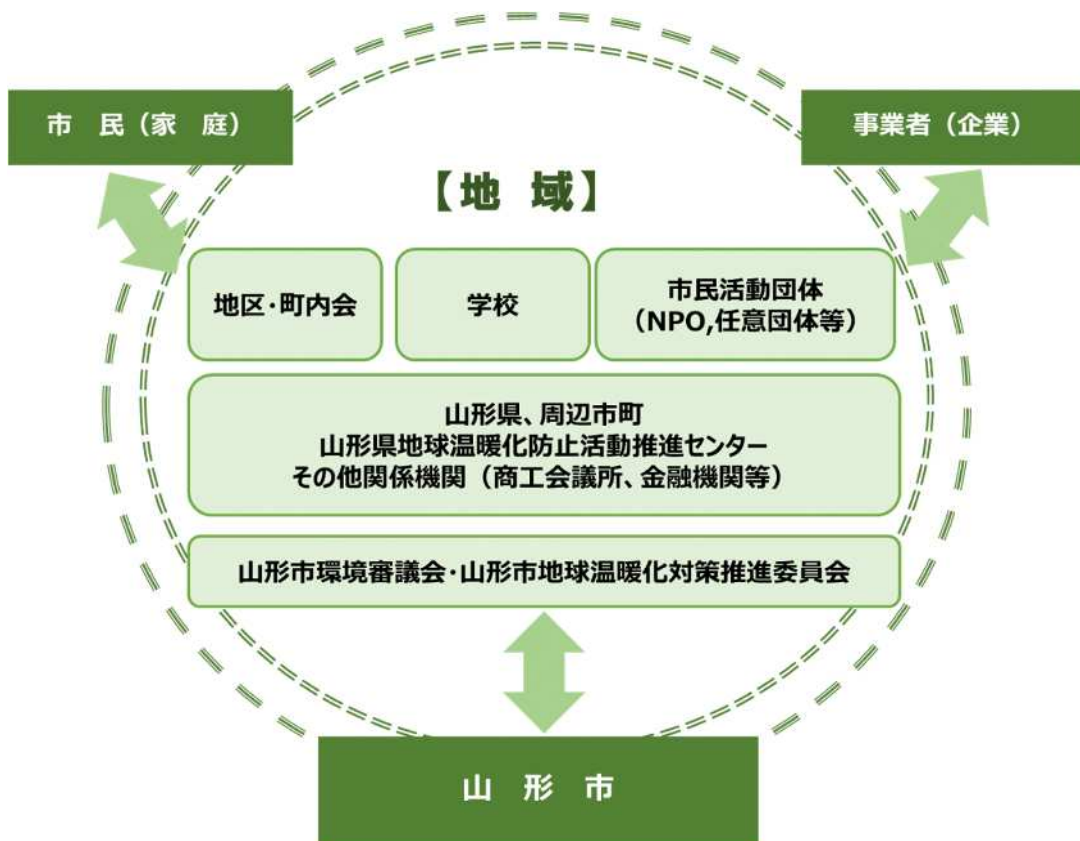 市 民（家 庭）
事業者（企業）
【地 域】
地区･町内会
学校
市民活動団体
（NPO,任意団体等）
山形県、周辺市町
山形県地球温暖化防止活動推進センター
その他関係機関（商工会議所、金融機関等）
山形市環境審議会･山形市地球温暖化対策推進委員会
山 形 市